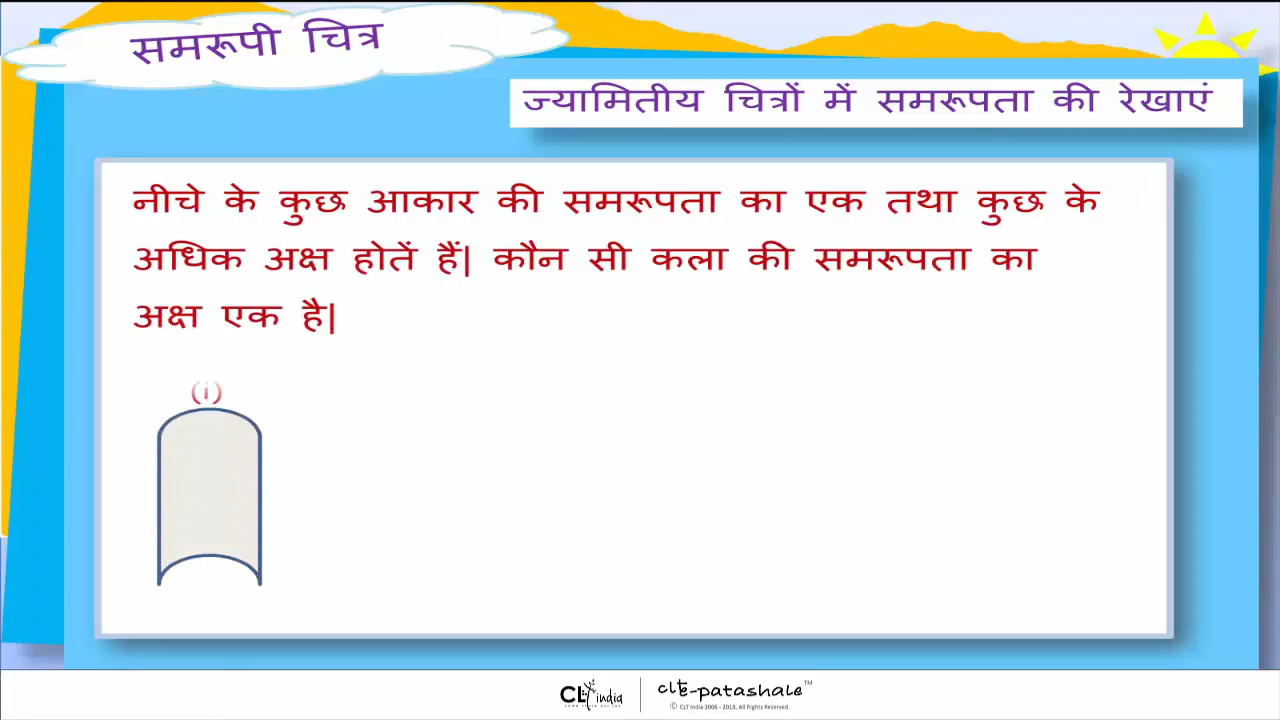 समरूपी चित्र
ज्यामितीय चित्रों में समरूपता की रेखाएं
नीचे के कुछ आकार की समरूपता का एक तथा कुछ के
अधिक अक्ष होतें हैं| कौन सी कला की समरूपता का
अक्ष एक है|
(i)
CLT india
clte-patashale™
© CLT India 2006 - 2018. All Rights Reserved.